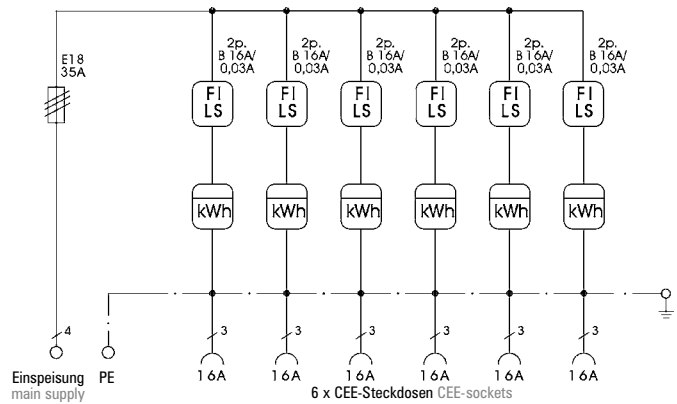 E18
35A
2p.
B 16A/
0,03A
2p.
B 16A/
0,03A
2p.
B 16A/
0,03A
2p.
B 16A/
0,03A
2p.
B 16A/
0,03A
2p.
B 16A/
0,03A
FI
LS
FI
LS
FI
LS
FI
LS
FI
LS
FI
LS
kWh
kWh
kWh
kWh
kWh
kWh
4
3
3
3
3
3
3
16A
16A
16A
16A
16A
16A
Einspeisung
main supply
PE
6 x CEE-Steckdosen CEE-sockets